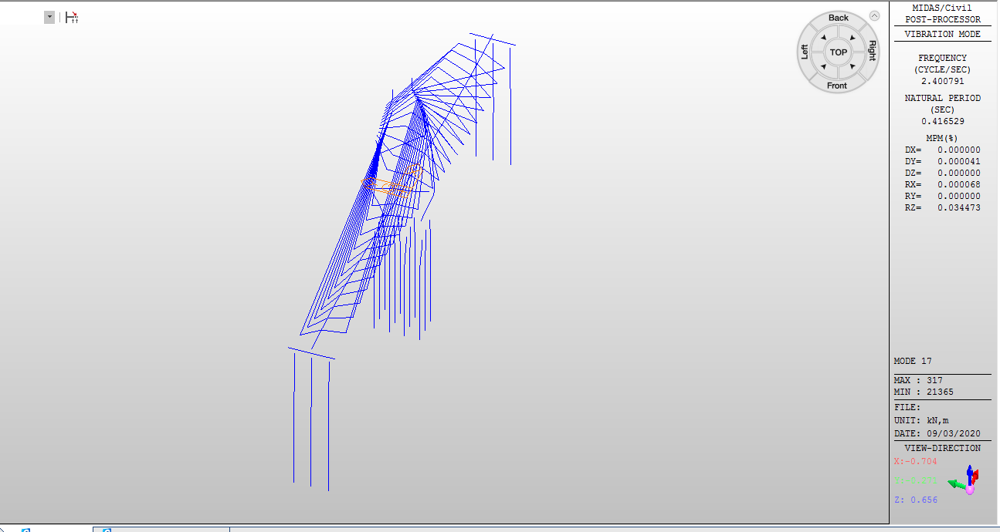 MIDAS/Civil
POST-PROCESSOR
VIBRATION MODE
FREQUENCY
(CYCLE/SEC)
2.400791
NATURAL PERIOD
(SEC)
0.416529
MPM(%)
DX= 0.000000
DY= 0.000041
DZ= 0.000000
RX= 0.000068
RY= 0.000000
RZ= 0.034473
Back
Left
TOP
Right
Front
MODE 17
MAX : 317
MIN : 21365
FILE:
UNIT: kN,m
DATE: 09/03/2020
VIEW-DIRECTION
X:-0.704
Z: 0.656